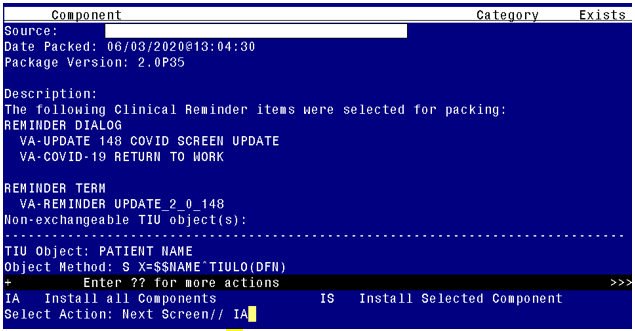 Component Category Exists
Source:
Date Packed: 06/03/2020@13:04:30
Package Version: 2.0P35
Description:
The following Clinical Reminder items were selected for packing:
REMINDER DIALOG
VA-UPDATE 148 COVID SCREEN UPDATE
VA-COVID-19 RETURN TO WORK
REMINDER TERM
VA-REMINDER UPDATE_2_0_148
Non-exchangeable TIU object(s):
--------------------------------------------------------------------------------
TIU Object: PATIENT NAME
Object Method: S X=$$NAME^TIULO(DFN)
+ Enter ?? for more actions >>>
IA Install all Components IS Install Selected Component
Select Action: Next Screen// IA